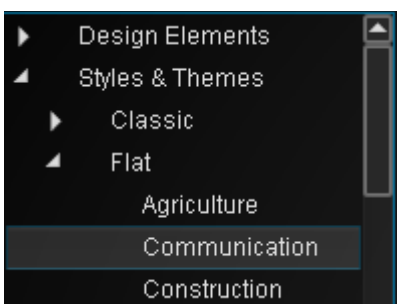 Design Elements
Styles & Themes
Classic
Flat
Agriculture
Communication
Construction